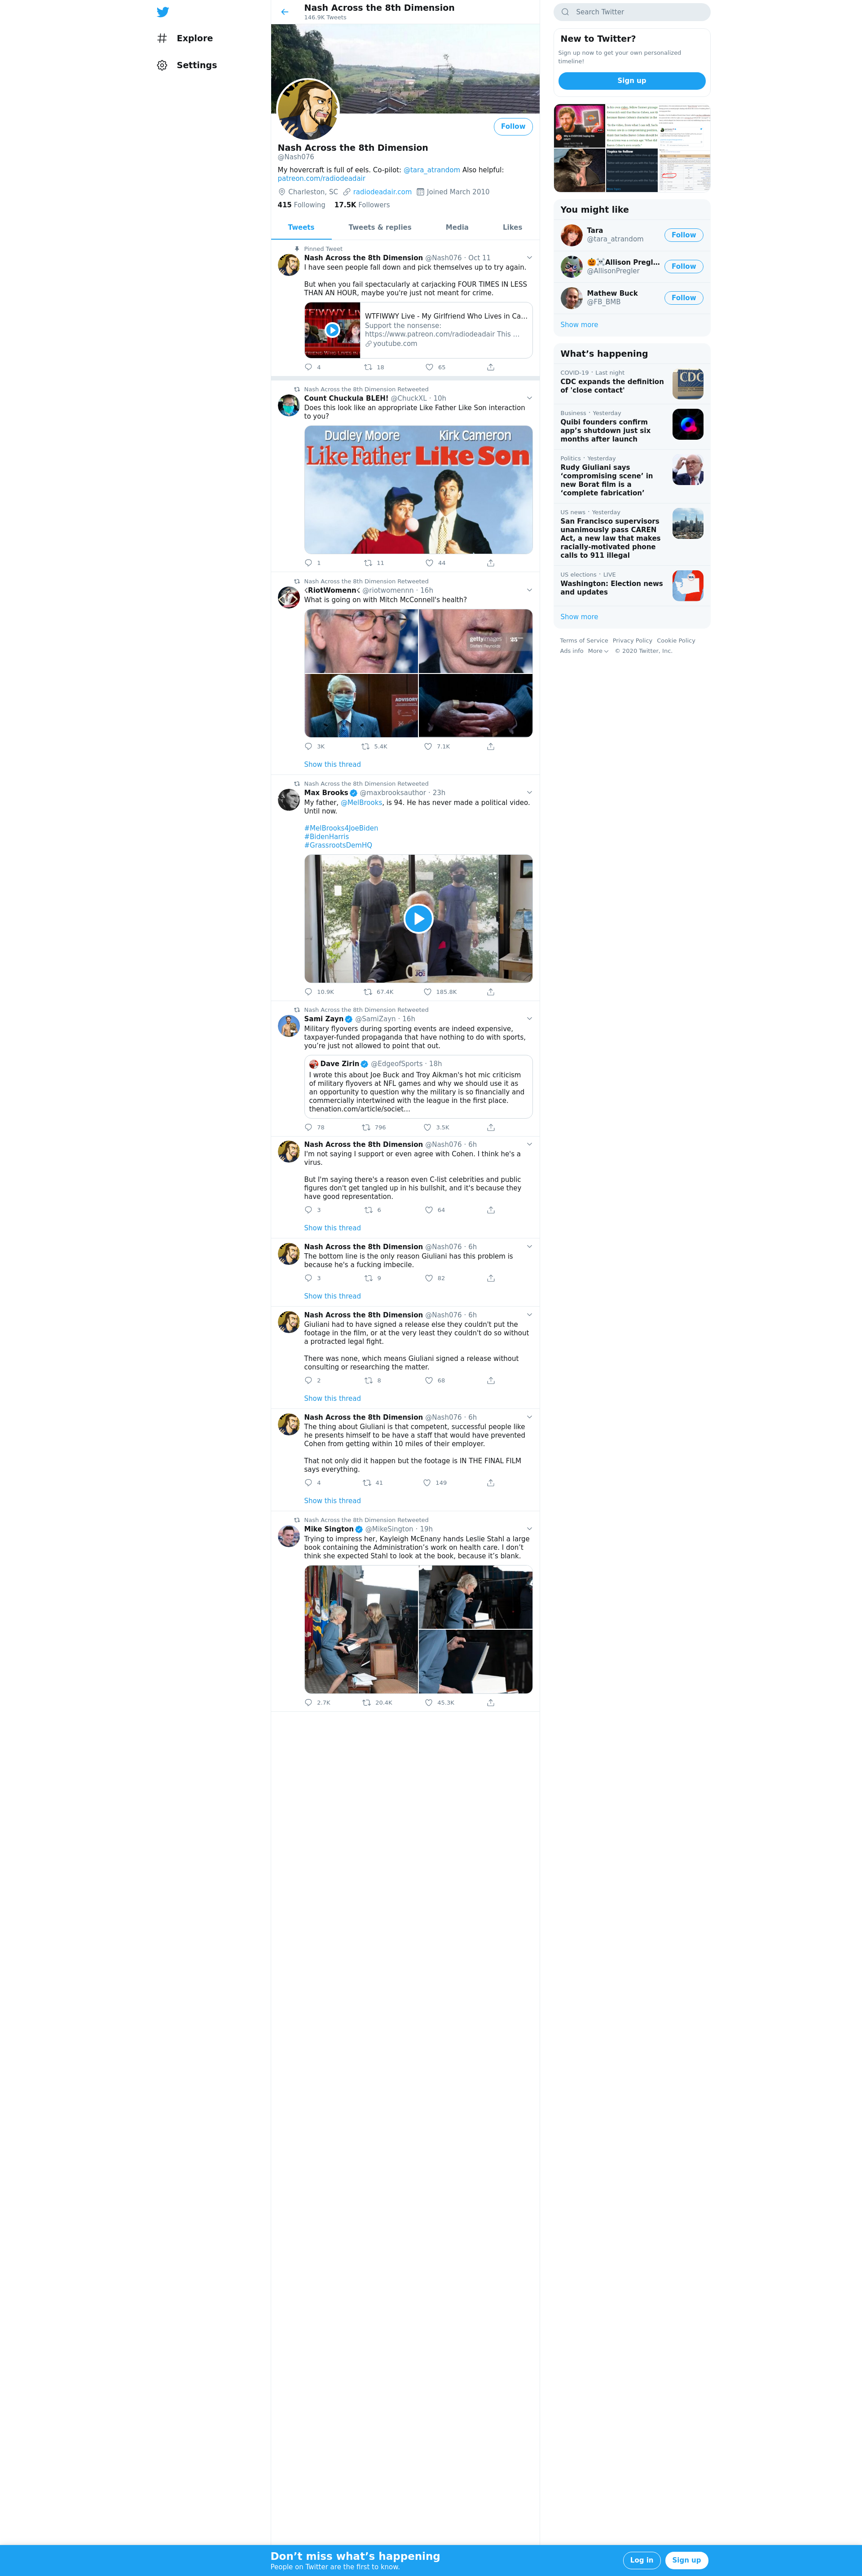 Explore
Settings
Nash Across the 8th Dimension
146.9K Tweets
Follow
Nash Across the 8th Dimension
@Nash076
My hovercraft is full of eels. Co-pilot: @tara_atrandom Also helpful:
patreon.com/radiodeadair
Charleston, SC radiodeadair.com Joined March 2010
415 Following 17.5K Followers
Tweets Tweets & replies Media Likes
Pinned Tweet
Nash Across the 8th Dimension @Nash076 · Oct 11
I have seen people fall down and pick themselves up to try again.
But when you fail spectacularly at carjacking FOUR TIMES IN LESS
THAN AN HOUR, maybe you're just not meant for crime.
WTFIWWY Live - My Girlfriend Who Lives in Ca...
Support the nonsense:
https://www.patreon.com/radiodeadair This ...
youtube.com
4 18 65
Nash Across the 8th Dimension Retweeted
Count Chuckula BLEH! @ChuckXL · 10h
Does this look like an appropriate Like Father Like Son interaction
to you?
Dudley Moore Kirk Cameron
Like Father Like Son
1 11 44
Nash Across the 8th Dimension Retweeted
RiotWomenn @riotwomennn · 16h
What is going on with Mitch McConnell's health?
gettyimages
ADVISORY
3K 5.4K 7.1K
Show this thread
Nash Across the 8th Dimension Retweeted
Max Brooks @maxbrooksauthor · 23h
My father, @MelBrooks, is 94. He has never made a political video.
Until now.
#MelBrooks4JoeBiden
#BidenHarris
#GrassrootsDemHQ
10.9K 67.4K 185.8K
Nash Across the 8th Dimension Retweeted
Sami Zayn @SamiZayn · 16h
Military flyovers during sporting events are indeed expensive,
taxpayer-funded propaganda that have nothing to do with sports,
you're just not allowed to point that out.
Dave Zirin @EdgeofSports · 18h
I wrote this about Joe Buck and Troy Aikman's hot mic criticism
of military flyovers at NFL games and why we should use it as
an opportunity to question why the military is so financially and
commercially intertwined with the league in the first place.
thenation.com/article/societ...
78 796 3.5K
Nash Across the 8th Dimension @Nash076 · 6h
I'm not saying I support or even agree with Cohen. I think he's a
virus.
But I'm saying there's a reason even C-list celebrities and public
figures don't get tangled up in his bullshit, and it's because they
have good representation.
3 6 64
Show this thread
Nash Across the 8th Dimension @Nash076 · 6h
The bottom line is the only reason Giuliani has this problem is
because he's a fucking imbecile.
3 9 82
Show this thread
Nash Across the 8th Dimension @Nash076 · 6h
Giuliani had to have signed a release else they couldn't put the
footage in the film, or at the very least they couldn't do so without
a protracted legal fight.
There was none, which means Giuliani signed a release without
consulting or researching the matter.
2 8 68
Show this thread
Nash Across the 8th Dimension @Nash076 · 6h
The thing about Giuliani is that competent, successful people like
he presents himself to be have a staff that would have prevented
Cohen from getting within 10 miles of their employer.
That not only did it happen but the footage is IN THE FINAL FILM
says everything.
4 41 149
Show this thread
Nash Across the 8th Dimension Retweeted
Mike Sington @MikeSington · 19h
Trying to impress her, Kayleigh McEnany hands Leslie Stahl a large
book containing the Administration's work on health care. I don't
think she expected Stahl to look at the book, because it's blank.
2.7K 20.4K 45.3K
Search Twitter
New to Twitter?
Sign up now to get your own personalized
timeline!
Sign up
You might like
Tara
@tara_atrandom
Follow
🎃☠️Allison Pregl...
@AllisonPregler
Follow
Mathew Buck
@FB_BMB
Follow
Show more
What's happening
COVID-19 · Last night
CDC expands the definition
of 'close contact'
CDC
Business · Yesterday
Quibi founders confirm
app's shutdown just six
months after launch
Politics · Yesterday
Rudy Giuliani says
'compromising scene' in
new Borat film is a
'complete fabrication'
US news · Yesterday
San Francisco supervisors
unanimously pass CAREN
Act, a new law that makes
racially-motivated phone
calls to 911 illegal
US elections · LIVE
Washington: Election news
and updates
Show more
Terms of Service Privacy Policy Cookie Policy
Ads info More © 2020 Twitter, Inc.
Don't miss what's happening
People on Twitter are the first to know.
Log in Sign up